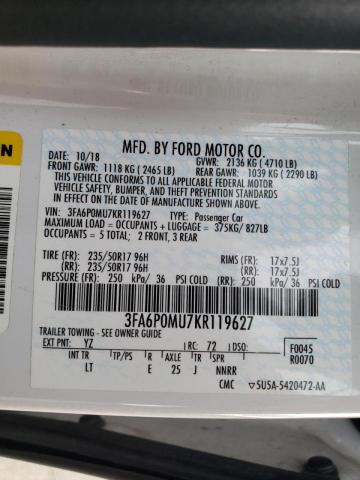 MFD. BY FORD MOTOR CO.
10/18 GVWR: 2136 KG (4710 LB)
FRONT GAWR: 1118 KG (2465 LB) REAR GAWR: 1039 KG (2290 LB)
THIS VEHICLE CONFORMS TO ALL APPLICABLE FEDERAL MOTOR
VEHICLE SAFETY, BUMPER, AND THEFT PREVENTION STANDARDS
IN EFFECT ON THE DATE OF MANUFACTURE SHOWN ABOVE.
VIN: 3FA6P0MU7KR119627 TYPE: Passenger Car
MAXIMUM LOAD = OCCUPANTS + LUGGAGE = 375KG/ 827LB
OCCUPANTS = 5 TOTAL; 2 FRONT, 3 REAR
TIRE (FF): 235/50R17 96H RIMS (FF): 17x7.5J
(RR): 235/50R17 96H (RR): 17x7.5J
PRESSURE (FR): 250 kPa/ 36 PSI COLD (RR): 250 kPa/ 36 PSI COLD
3FA6P0MU7KR119627
TRAILER TOWING - SEE OWNER GUIDE
EXT PNT: YZ RC: 72 DSO: F0045
INT TR TP/PS R AXLE TR SPR R0070
LT E 25 J NNRR
CMC 5U5A-5420472-AA